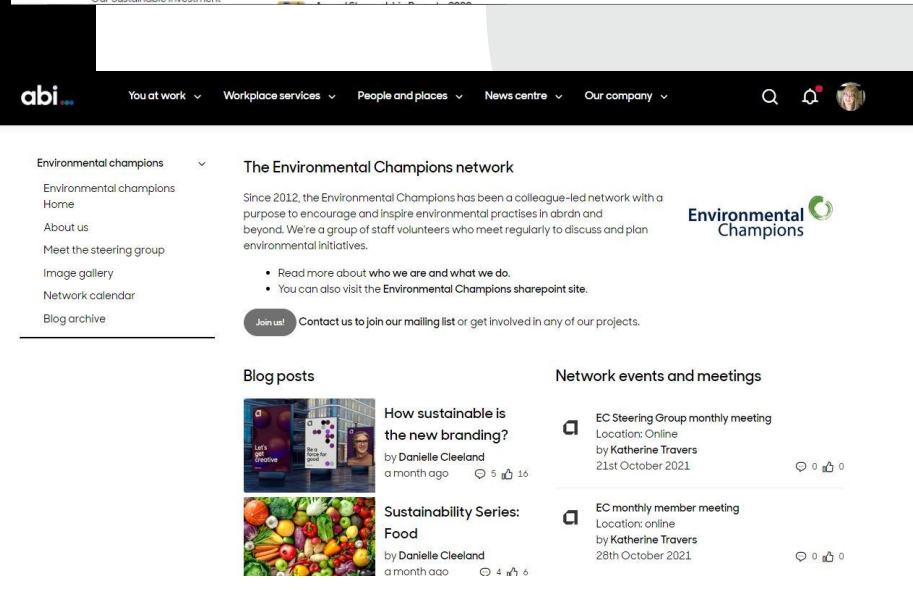 abi
You at work
Workplace services
People and places
News centre
Our company
Environmental champions
Environmental champions
Home
About us
Meet the steering group
Image gallery
Network calendar
Blog archive
The Environmental Champions network
Since 2012, the Environmental Champions has been a colleague-led network with a
purpose to encourage and inspire environmental practises in abrdn and
beyond. We're a group of staff volunteers who meet regularly to discuss and plan
environmental initiatives.
• Read more about who we are and what we do.
• You can also visit the Environmental Champions sharepoint site.
Join us! Contact us to join our mailing list or get involved in any of our projects.
Environmental
Champions
Blog posts
Let's
get
creative
Be a
force for
good
How sustainable is
the new branding?
by Danielle Cleeland
a month ago 5 16
Sustainability Series:
Food
by Danielle Cleeland
a month ago 4 6
Network events and meetings
EC Steering Group monthly meeting
Location: Online
by Katherine Travers
21st October 2021 0 0
EC monthly member meeting
Location: online
by Katherine Travers
28th October 2021 0 0